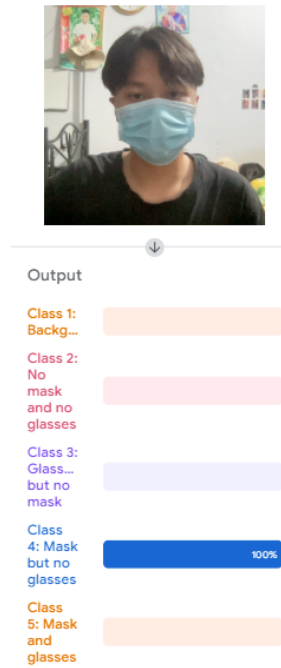 Output
Class 1:
Backg...
Class 2:
No
mask
and no
glasses
Class 3:
Glass...
but no
mask
Class
4: Mask
but no
glasses
100%
Class
5: Mask
and
glasses